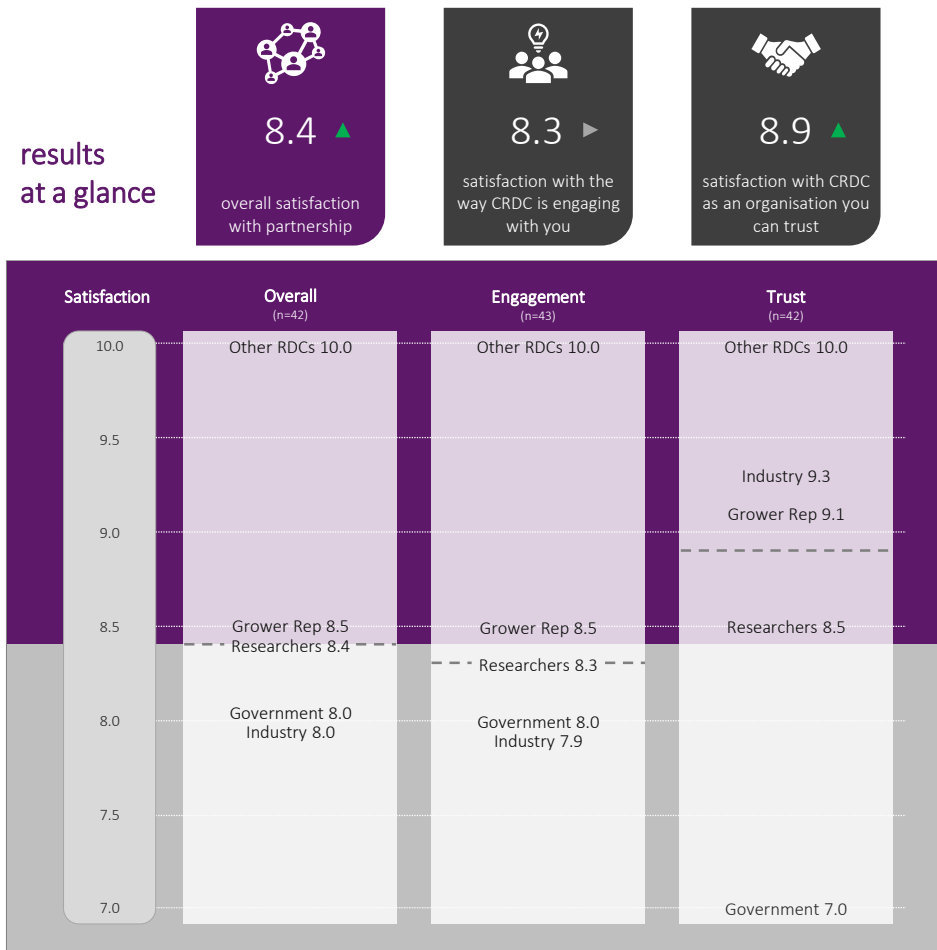 results
at a glance
8.4
overall satisfaction
with partnership
8.3
satisfaction with the
way CRDC is engaging
with you
8.9
satisfaction with CRDC
as an organisation you
can trust
Satisfaction
Overall
(n=42)
Engagement
(n=43)
Trust
(n=42)
10.0
9.5
9.0
8.5
8.0
7.5
7.0
Other RDCs 10.0
Grower Rep 8.5
Researchers 8.4
Government 8.0
Industry 8.0
Other RDCs 10.0
Grower Rep 8.5
Researchers 8.3
Government 8.0
Industry 7.9
Other RDCs 10.0
Industry 9.3
Grower Rep 9.1
Researchers 8.5
Government 7.0